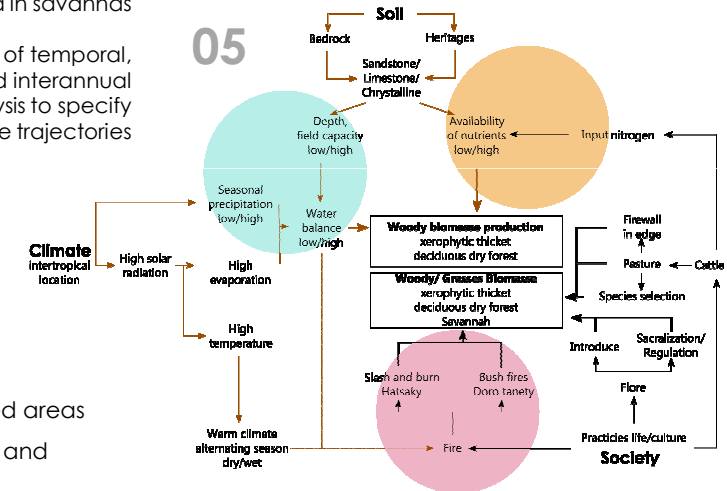 d in savannas
of temporal,
d interannual
ysis to specify
e trajectories
05
Soil
Bedrock
Heritages
Sandstone/
Limestone/
Chrystalline
Depth,
field capacity
low/high
Availability
of nutrients
low/high
Input nitrogen
Seasonal
precipitation
low/high
Water
balance
low/high
Woody biomasse production
xerophytic thicket
deciduous dry forest
Firewall
in edge
Climate
intertropical
location
High solar
radiation
High
evaporation
Pasture
Cattle
Woody/ Grasses Biomasse
xerophytic thicket
deciduous dry forest
Savannah
Species selection
High
temperature
Introduce
Sacralization/
Regulation
Slash and burn
Hatsaky
Bush fires
Doro tanety
Flore
ed areas
and
Warm climate
alternating season
dry/wet
Fire
Practicies life/culture
Society